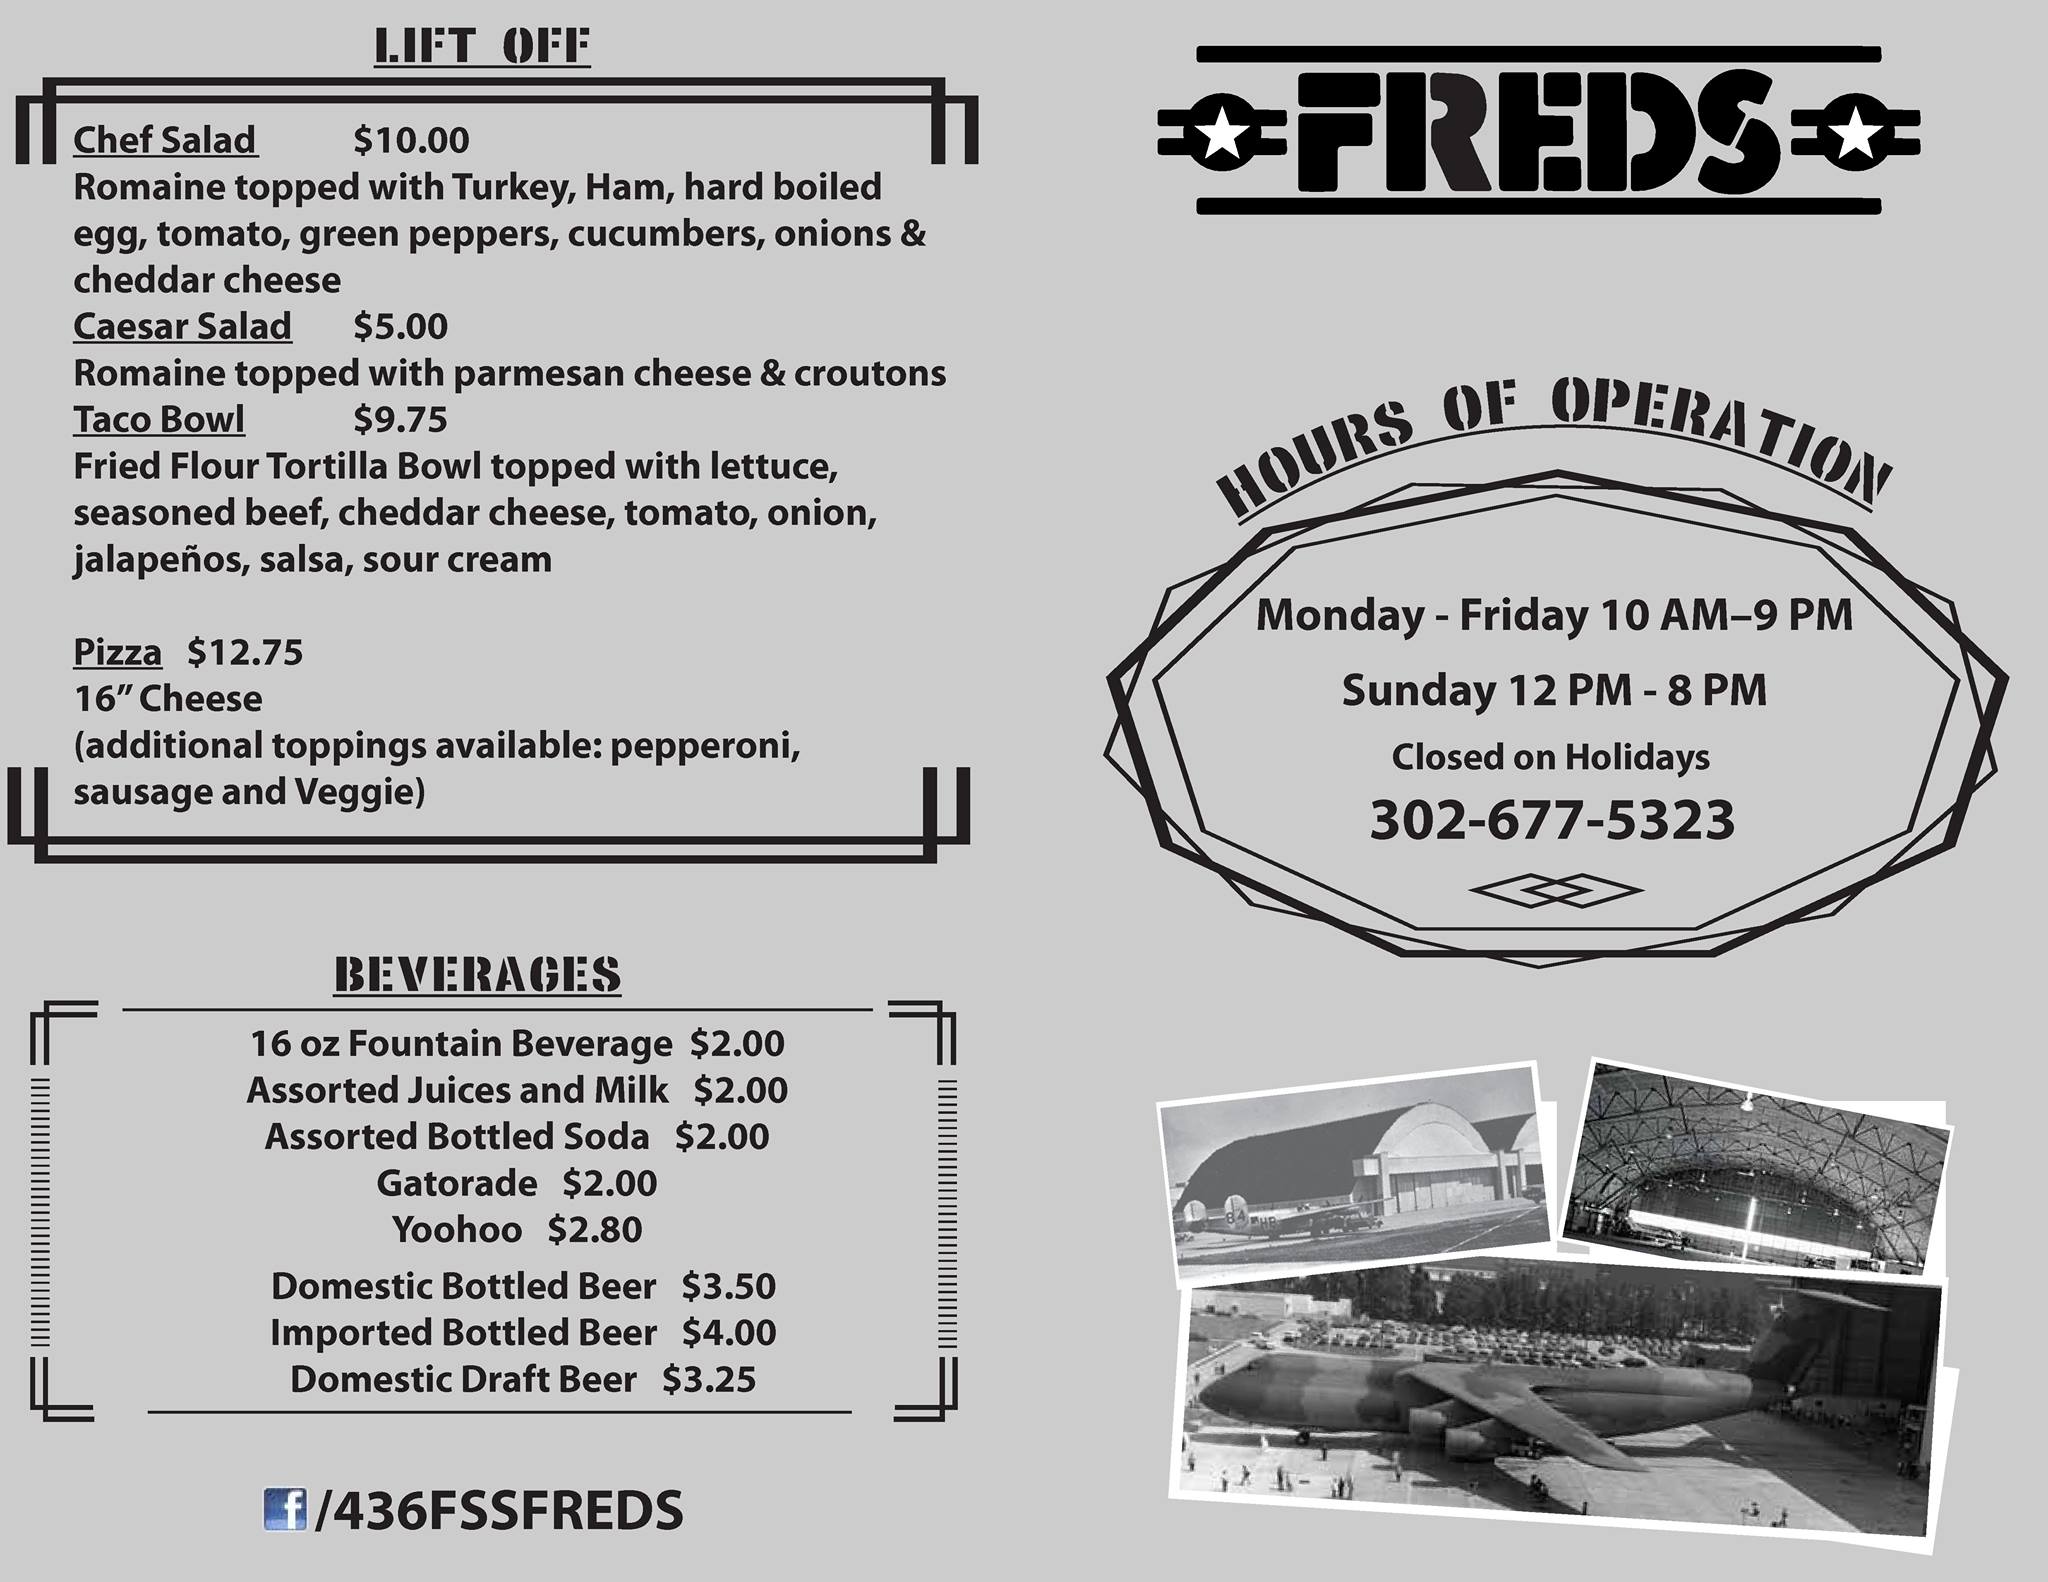 LIFT OFF
Chef Salad $10.00
Romaine topped with Turkey, Ham, hard boiled
egg, tomato, green peppers, cucumbers, onions &
cheddar cheese
Caesar Salad $5.00
Romaine topped with parmesan cheese & croutons
Taco Bowl $9.75
Fried Flour Tortilla Bowl topped with lettuce,
seasoned beef, cheddar cheese, tomato, onion,
jalapeños, salsa, sour cream
Pizza $12.75
16” Cheese
(additional toppings available: pepperoni,
sausage and Veggie)
BEVERAGES
16 oz Fountain Beverage $2.00
Assorted Juices and Milk $2.00
Assorted Bottled Soda $2.00
Gatorade $2.00
Yoohoo $2.80
Domestic Bottled Beer $3.50
Imported Bottled Beer $4.00
Domestic Draft Beer $3.25
f/436FSSFREDS
FREDS
HOURS OF OPERATION
Monday - Friday 10 AM–9 PM
Sunday 12 PM - 8 PM
Closed on Holidays
302-677-5323
84 HB